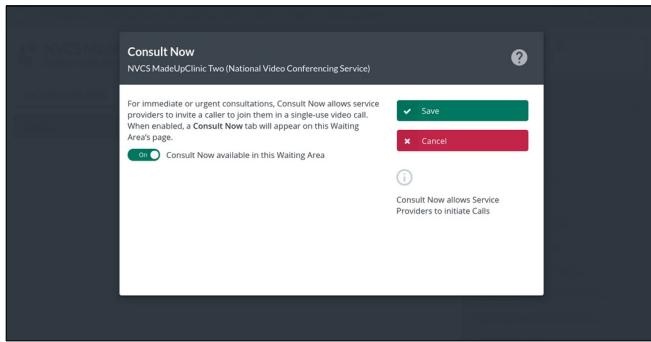 Consult Now
NVCS MadeUpClinic Two (National Video Conferencing Service)
?
For immediate or urgent consultations, Consult Now allows service
providers to invite a caller to join them in a single-use video call.
When enabled, a Consult Now tab will appear on this Waiting
Area's page.
On Consult Now available in this Waiting Area
Save
Cancel
Consult Now allows Service
Providers to initiate Calls